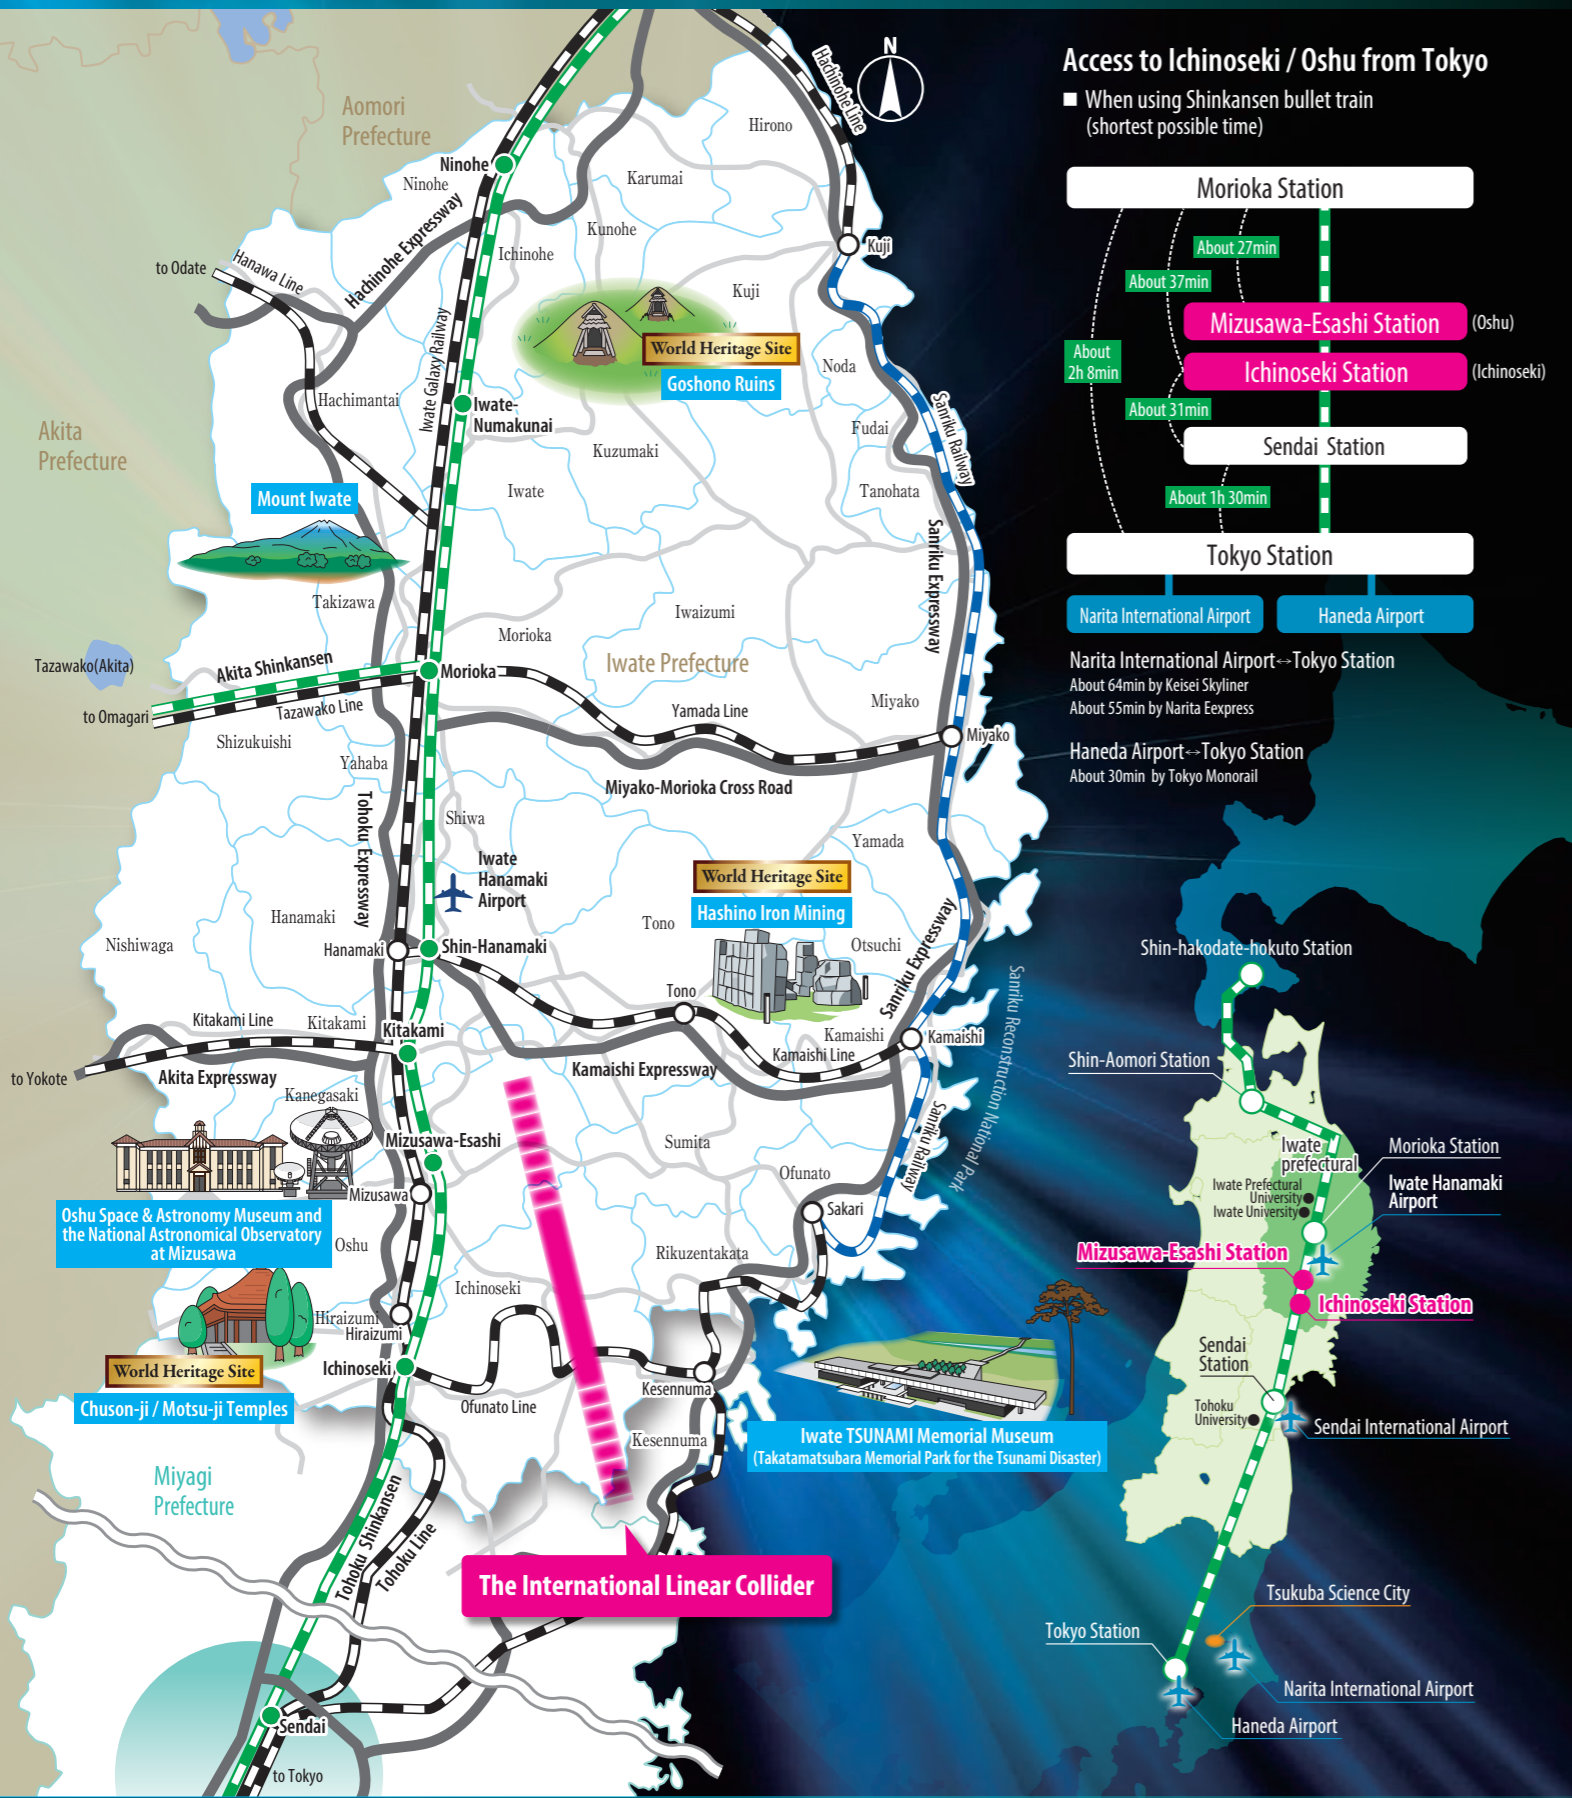 Aomori
Prefecture
Hachinohe Line
N
Hirono
Ninohe
Ninohe
Karumai
Hachinohe Expressway
Kunohe
Ichinohe
Kuji
to Odate
Hanawa Line
Kuji
World Heritage Site
Goshono Ruins
Noda
Iwate Galaxy Railway
Hachimantai
Iwate-
Numakunai
Sanriku Railway
Fudai
Akita
Prefecture
Kuzumaki
Mount Iwate
Iwate
Tanohata
Sanriku Expressway
Takizawa
Iwaizumi
Morioka
Tazawako(Akita)
Akita Shinkansen
Morioka
Iwate Prefecture
to Omagari
Tazawako Line
Yamada Line
Miyako
Miyako
Shizukuishi
Yahaba
Miyako-Morioka Cross Road
Tohoku Expressway
Shiwa
Yamada
Iwate
Hanamaki
Airport
World Heritage Site
Hashino Iron Mining
Hanamaki
Nishiwaga
Tono
Otsuchi
Hanamaki
Shin-Hanamaki
Sanriku Expressway
Sanriku Reconstruction National Park
Tono
Kitakami Line
Kitakami
Kitakami
Kamaishi
Kamaishi
Kamaishi Line
to Yokote
Akita Expressway
Kamaishi Expressway
Kanegasaki
Mizusawa-Esashi
Sumita
Sanriku Railway
Ofunato
Mizusawa
Sakari
Oshu Space & Astronomy Museum and
the National Astronomical Observatory
at Mizusawa
Oshu
Rikuzentakata
Ichinoseki
Hiraizumi
Hiraizumi
World Heritage Site
Chuson-ji / Motsu-ji Temples
Ichinoseki
Ofunato Line
Kesennuma
Kesennuma
Iwate TSUNAMI Memorial Museum
(Takatamatsubara Memorial Park for the Tsunami Disaster)
Miyagi
Prefecture
Tohoku Shinkansen
Tohoku Line
The International Linear Collider
Sendai
to Tokyo
Access to Ichinoseki / Oshu from Tokyo
■ When using Shinkansen bullet train
(shortest possible time)
Morioka Station
About 27min
About 37min
Mizusawa-Esashi Station (Oshu)
About
2h 8min
Ichinoseki Station (Ichinoseki)
About 31min
Sendai Station
About 1h 30min
Tokyo Station
Narita International Airport
Haneda Airport
Narita International Airport↔Tokyo Station
About 64min by Keisei Skyliner
About 55min by Narita Eexpress
Haneda Airport↔Tokyo Station
About 30min by Tokyo Monorail
Shin-hakodate-hokuto Station
Shin-Aomori Station
Iwate
prefectural
Morioka Station
Iwate Prefectural
University
Iwate University
Iwate Hanamaki
Airport
Mizusawa-Esashi Station
Ichinoseki Station
Sendai
Station
Tohoku
University
Sendai International Airport
Tsukuba Science City
Tokyo Station
Narita International Airport
Haneda Airport